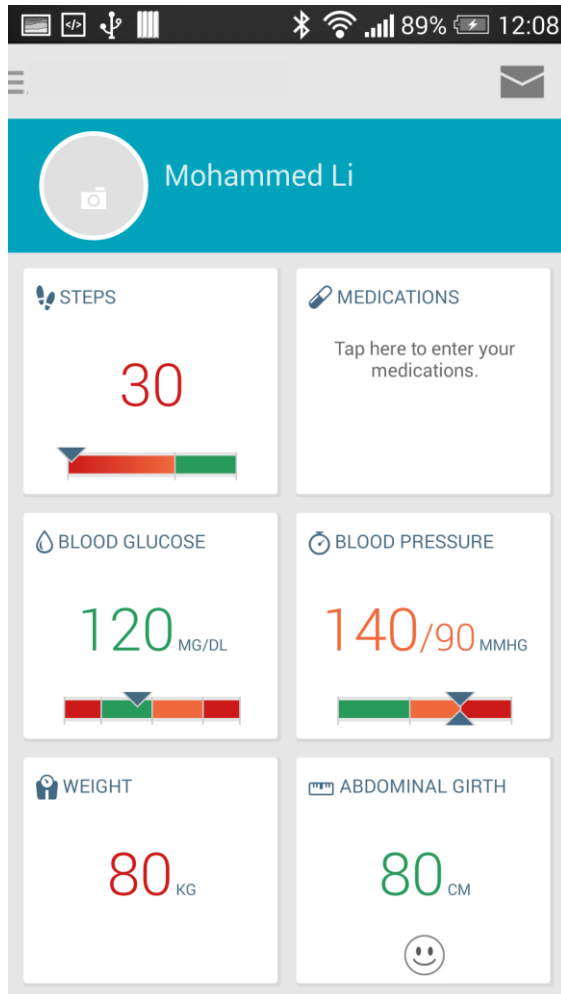 89% 12:08
Mohammed Li
STEPS
30
MEDICATIONS
Tap here to enter your
medications.
BLOOD GLUCOSE
120 MG/DL
BLOOD PRESSURE
140/90 MMHG
WEIGHT
80 KG
ABDOMINAL GIRTH
80 CM